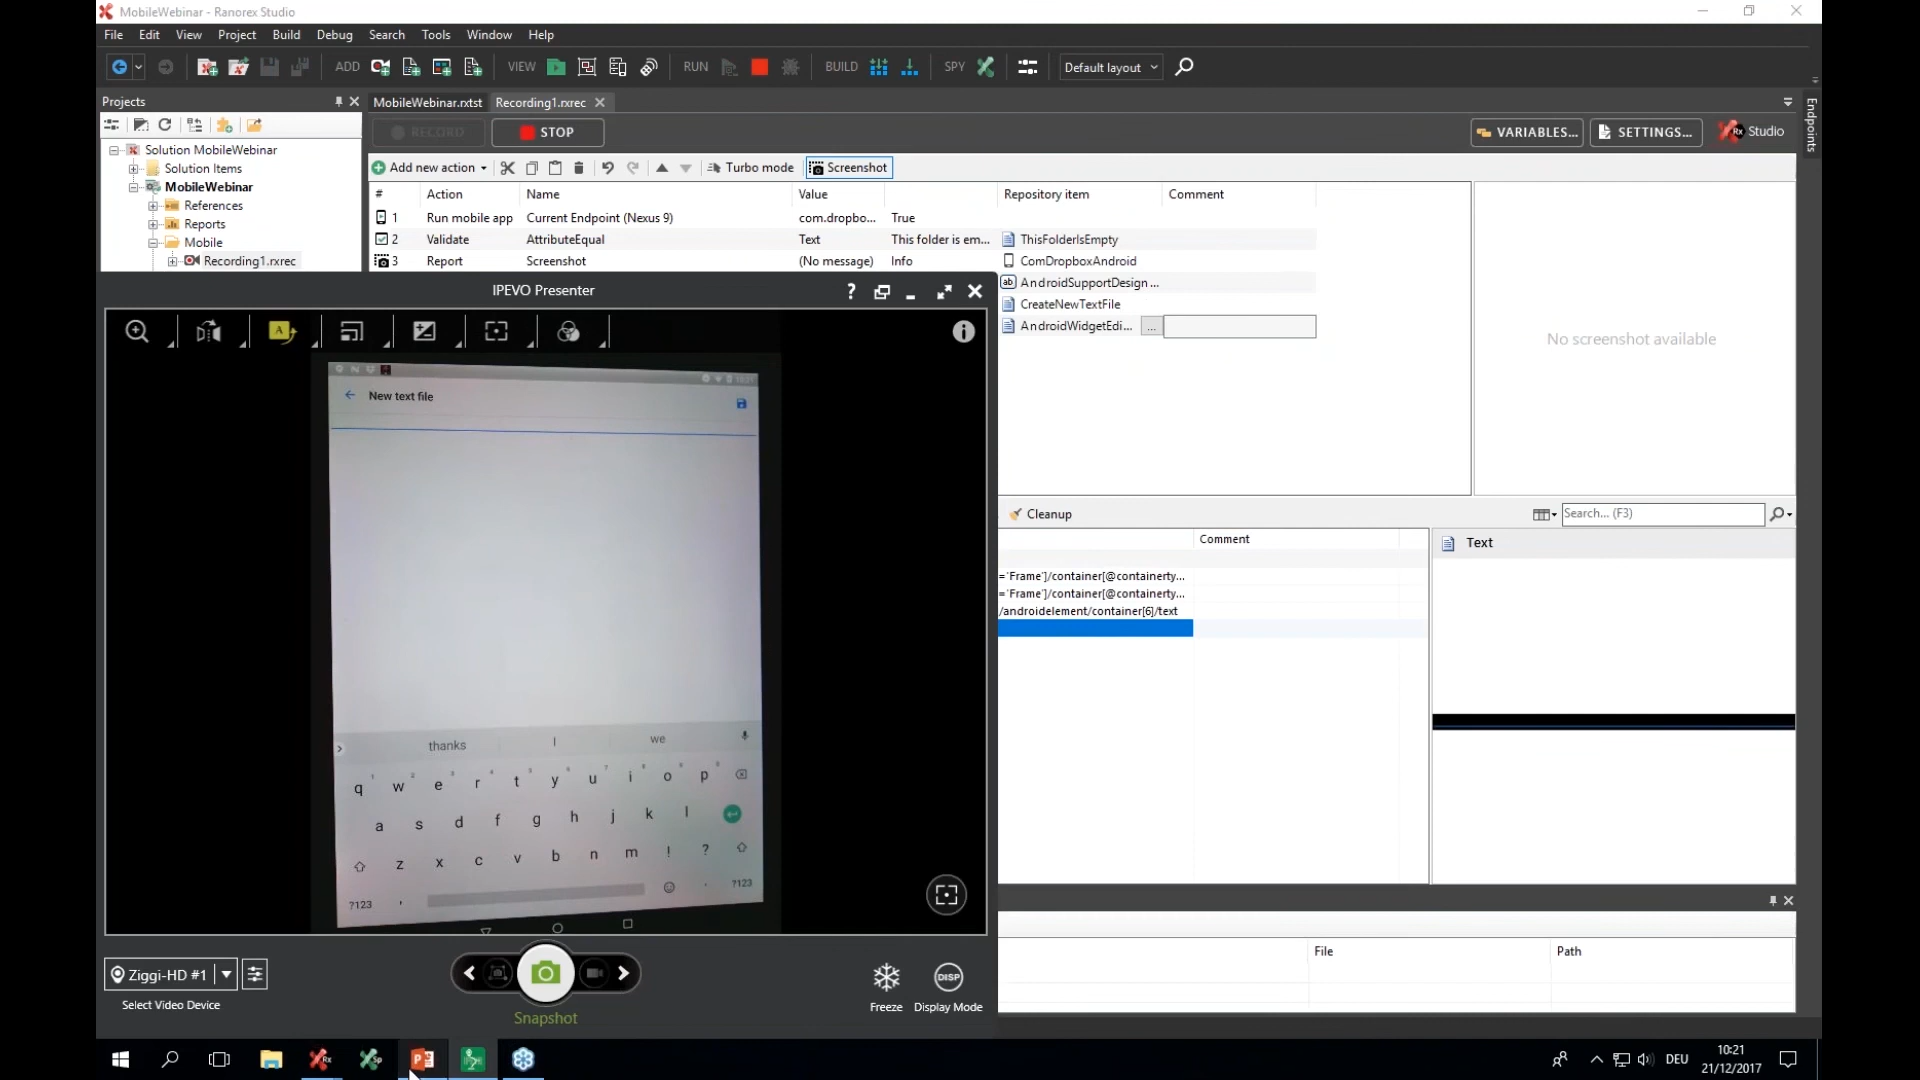 MobileWebinar - Ranorex Studio
File Edit View Project Build Debug Search Tools Window Help
ADD VIEW RUN BUILD SPY Default layout
Projects
MobileWebinar.rxtst Recording1.rxrec
Endpoints
RECORD STOP VARIABLES... SETTINGS... Rx Studio
Solution MobileWebinar
Solution Items
MobileWebinar
References
Reports
Mobile
Recording1.rxrec
Add new action Turbo mode Screenshot
# Action Name Value Repository item Comment
1 Run mobile app Current Endpoint (Nexus 9) com.dropbo... True
2 Validate AttributeEqual Text This folder is em... ThisFolderIsEmpty
3 Report Screenshot (No message) Info ComDropboxAndroid
AndroidSupportDesign ...
CreateNewTextFile
AndroidWidgetEdi... ...
No screenshot available
IPEVO Presenter
?
New text file
thanks I we
q w e r t y u i o p
a s d f g h j k l
z x c v b n m ! ?
?123 , . ?123
Cleanup Search... (F3)
Comment
Text
='Frame']/container[@containerty...
='Frame']/container[@containerty...
/androidelement/container[6]/text
File Path
Ziggi-HD #1
Select Video Device
Snapshot
Freeze
DISP
Display Mode
DEU
10:21
21/12/2017